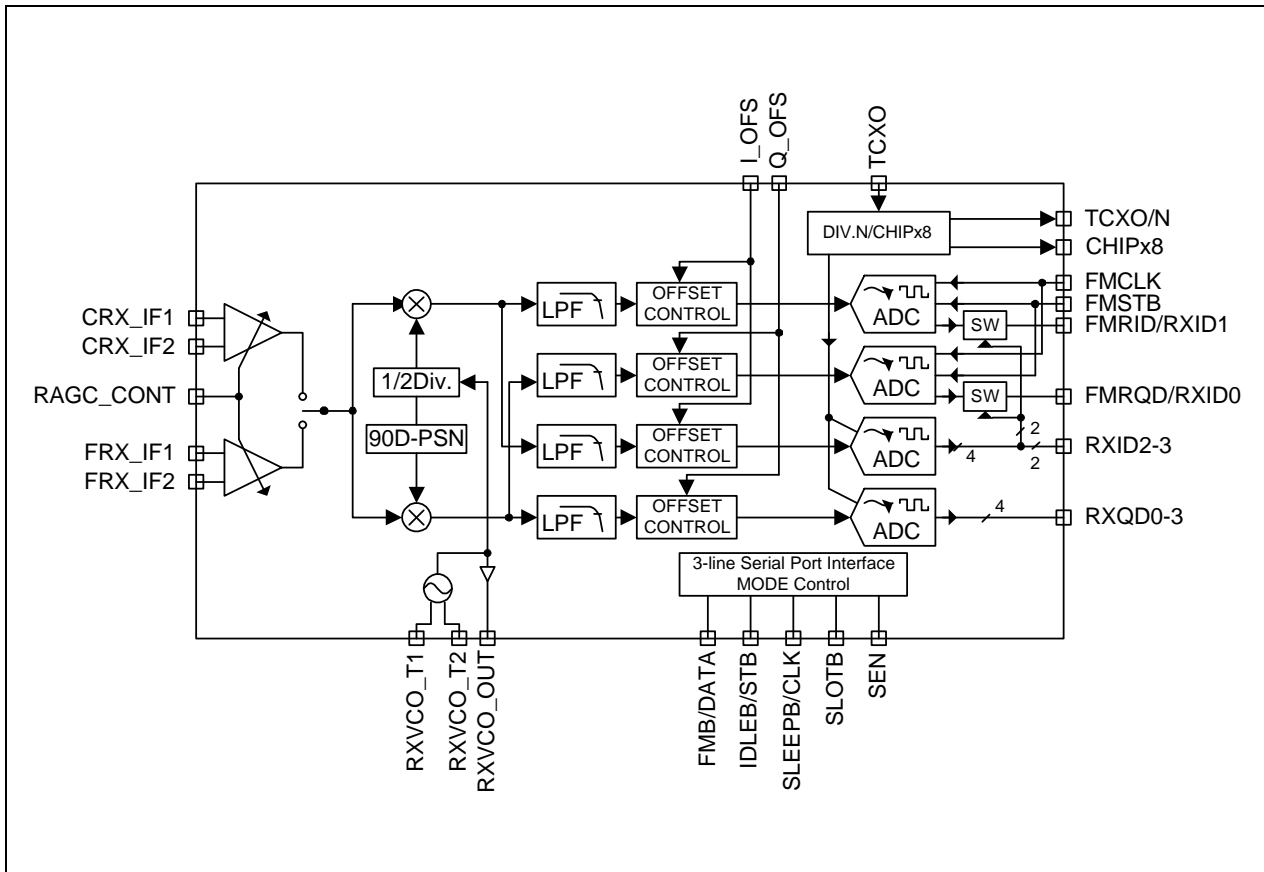 I_OFS
Q_OFS
TCXO
DIV.N/CHIPx8
TCXO/N
CHIPx8
CRX_IF1
CRX_IF2
RAGC_CONT
FRX_IF1
FRX_IF2
1/2Div.
90D-PSN
LPF
OFFSET
CONTROL
ADC
LPF
OFFSET
CONTROL
ADC
LPF
OFFSET
CONTROL
ADC
LPF
OFFSET
CONTROL
ADC
SW
SW
FMCLK
FMSTB
FMRID/RXID1
FMRQD/RXID0
2
4
2
RXID2-3
4
RXQD0-3
3-line Serial Port Interface
MODE Control
RXVCO_T1
RXVCO_T2
RXVCO_OUT
FMB/DATA
IDLEB/STB
SLEEPB/CLK
SLOTB
SEN